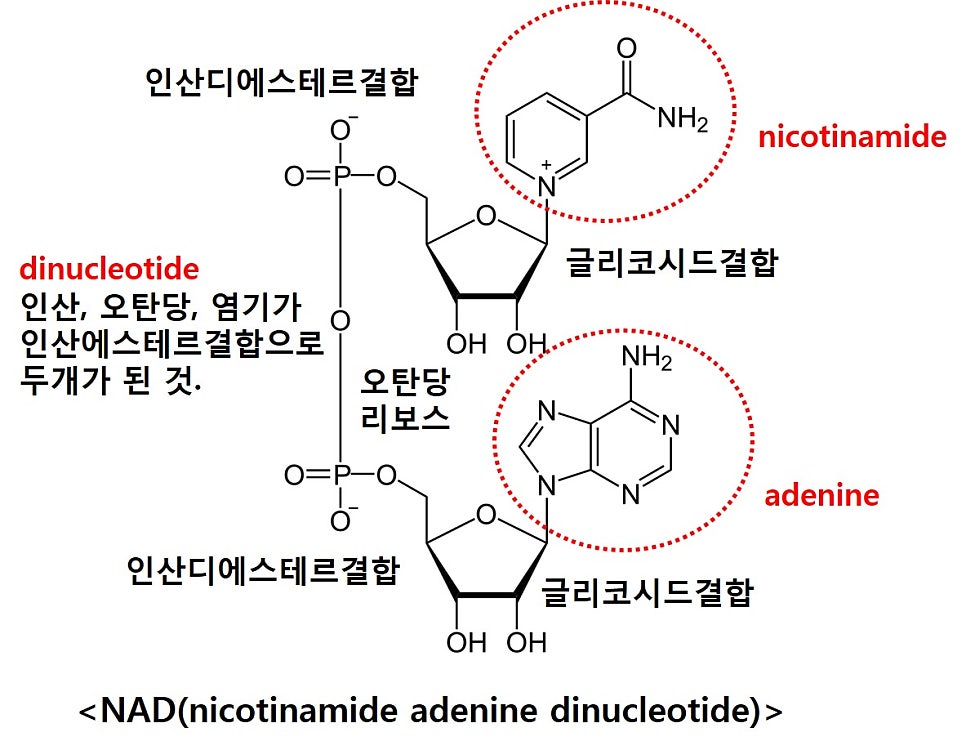 인산디에스테르결합
O
NH2
nicotinamide
O-
O=P-O
+
N
O
글리코시드결합
dinucleotide
인산, 오탄당, 염기가
인산에스테르결합으로
두개가 된 것.
O
OH OH
오탄당
리보스
NH2
N
N
N
N
adenine
O=P-O
O-
O
인산디에스테르결합
글리코시드결합
OH OH
<NAD(nicotinamide adenine dinucleotide)>